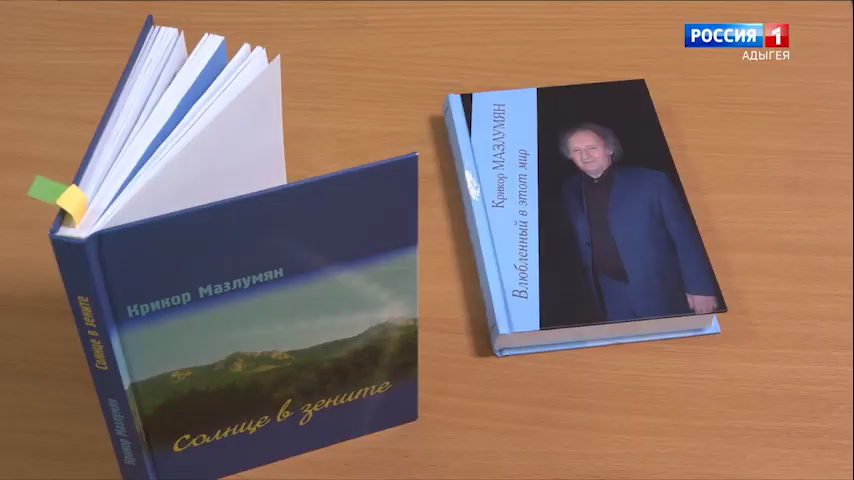 РОССИЯ 1
АДЫГЕЯ
Крикор Мазлумян
Солнце в зените
Солнце в зените
Крикор Мазлумян
Крикор МАЗЛУМЯН
Влюбленный в этот мир